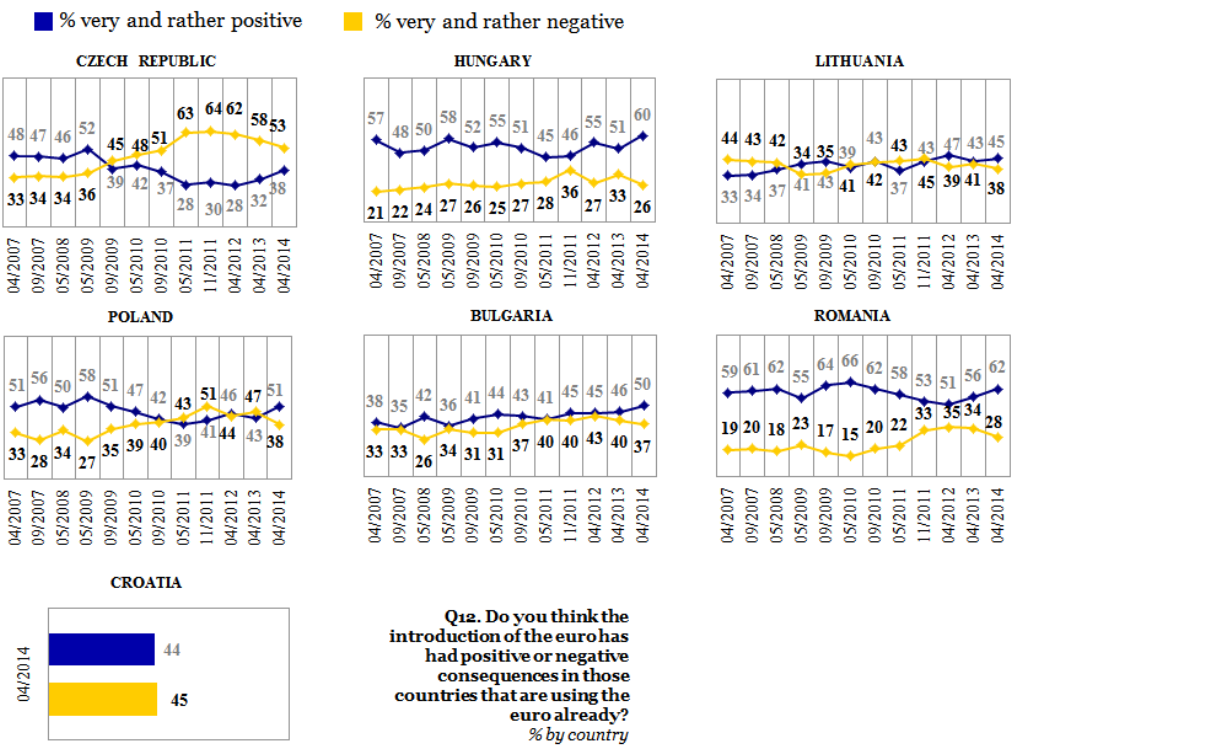 % very and rather positive % very and rather negative
CZECH REPUBLIC HUNGARY LITHUANIA
48 47 46 52 45 48 51 63 64 62 58 53
33 34 34 36 39 42 37 28 30 28 32 38
04/2007 09/2007 05/2008 05/2009 09/2009 05/2010 09/2010 05/2011 11/2011 04/2012 04/2013 04/2014
57 48 50 58 52 55 51 45 46 55 51 60
21 22 24 27 26 25 27 28 36 27 33 26
04/2007 09/2007 05/2008 05/2009 09/2009 05/2010 09/2010 05/2011 11/2011 04/2012 04/2013 04/2014
44 43 42 34 35 39 43 43 43 47 43 45
33 34 37 41 43 41 42 37 45 39 41 38
04/2007 09/2007 05/2008 05/2009 09/2009 05/2010 09/2010 05/2011 11/2011 04/2012 04/2013 04/2014
POLAND BULGARIA ROMANIA
51 56 50 58 51 47 42 43 51 46 47 51
33 28 34 27 35 39 40 39 41 44 43 38
04/2007 09/2007 05/2008 05/2009 09/2009 05/2010 09/2010 05/2011 11/2011 04/2012 04/2013 04/2014
38 35 42 36 41 44 43 41 45 45 46 50
33 33 26 34 31 31 37 40 40 43 40 37
04/2007 09/2007 05/2008 05/2009 09/2009 05/2010 09/2010 05/2011 11/2011 04/2012 04/2013 04/2014
59 61 62 55 64 66 62 58 53 51 56 62
19 20 18 23 17 15 20 22 33 35 34 28
04/2007 09/2007 05/2008 05/2009 09/2009 05/2010 09/2010 05/2011 11/2011 04/2012 04/2013 04/2014
CROATIA
04/2014
44
45
Q12. Do you think the
introduction of the euro has
had positive or negative
consequences in those
countries that are using the
euro already?
% by country